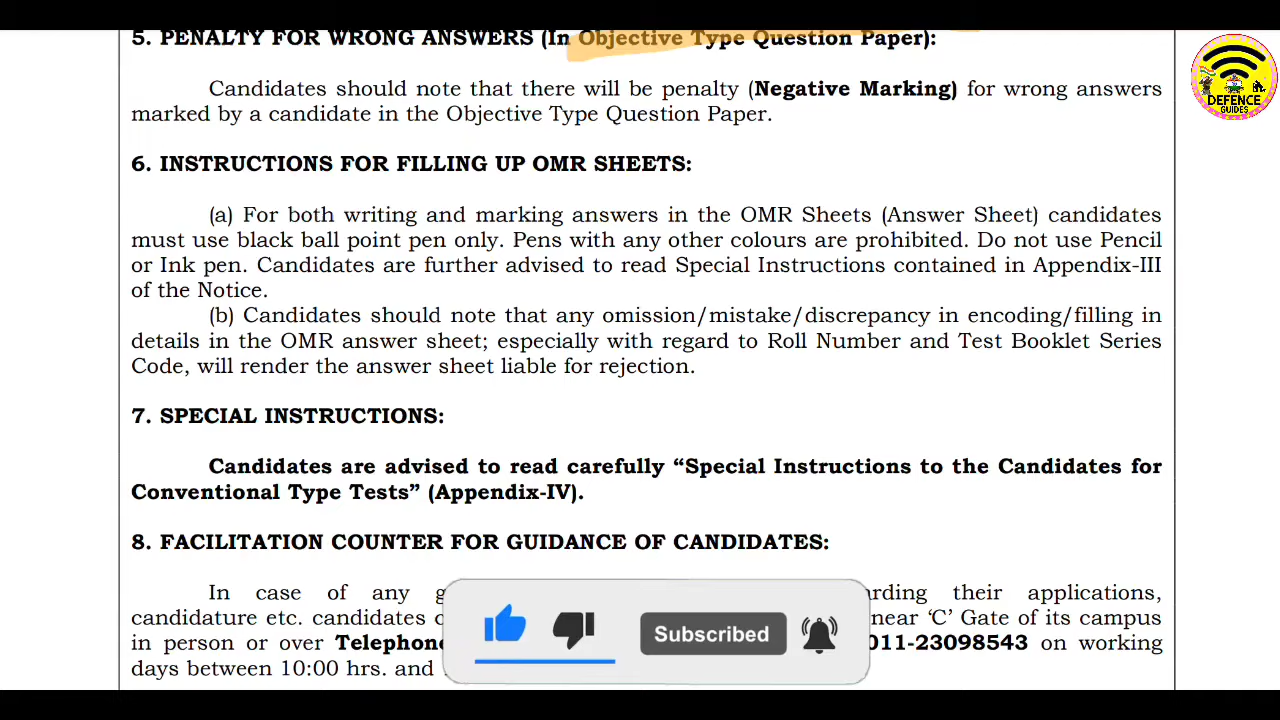 5. PENALTY FOR WRONG ANSWERS (In Objective Type Question Paper):
Candidates should note that there will be penalty (Negative Marking) for wrong answers
marked by a candidate in the Objective Type Question Paper.
6. INSTRUCTIONS FOR FILLING UP OMR SHEETS:
(a) For both writing and marking answers in the OMR Sheets (Answer Sheet) candidates
must use black ball point pen only. Pens with any other colours are prohibited. Do not use Pencil
or Ink pen. Candidates are further advised to read Special Instructions contained in Appendix-III
of the Notice.
(b) Candidates should note that any omission/mistake/discrepancy in encoding/filling in
details in the OMR answer sheet; especially with regard to Roll Number and Test Booklet Series
Code, will render the answer sheet liable for rejection.
7. SPECIAL INSTRUCTIONS:
Candidates are advised to read carefully “Special Instructions to the Candidates for
Conventional Type Tests” (Appendix-IV).
8. FACILITATION COUNTER FOR GUIDANCE OF CANDIDATES:
In case of any their applications,
candidature etc. candidates near ‘C’ Gate of its campus
in person or over Telephone 011-23098543 on working
days between 10:00 hrs. and
Subscribed
DEFENCE
GUIDES